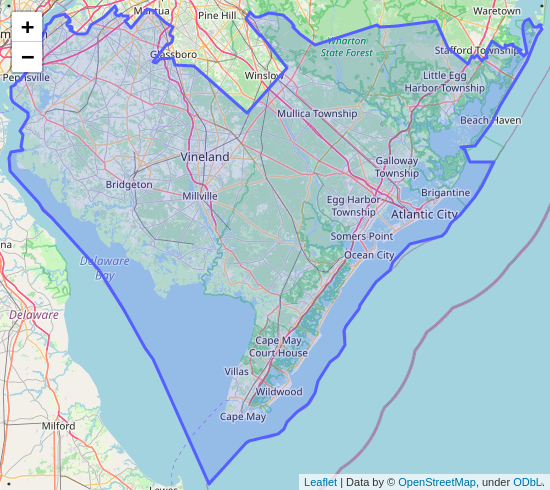 +
−
Mantua
Pine Hill
Waretown
Glassboro
Wharton
State Forest
Stafford Township
Pennsville
Winslow
Little Egg
Harbor Township
Mullica Township
Beach Haven
Vineland
Galloway
Township
Bridgeton
Millville
Brigantine
Egg Harbor
Township
Atlantic City
Somers Point
Ocean City
Delaware
Bay
Delaware
Cape May
Court House
Villas
Wildwood
Cape May
Milford
Leaflet | Data by © OpenStreetMap, under ODbL.